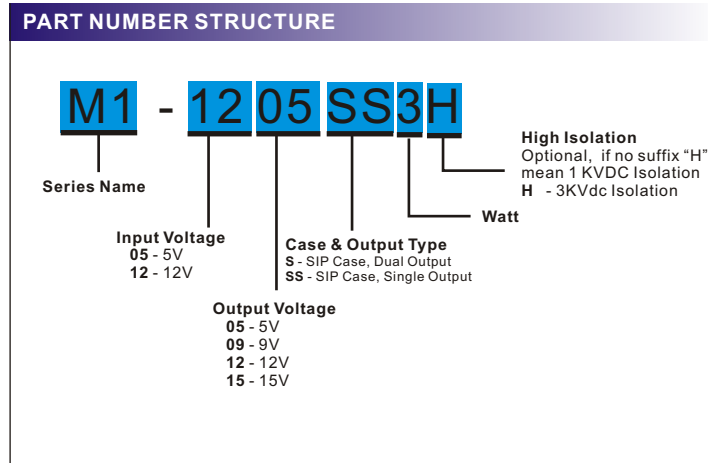 PART NUMBER STRUCTURE
M1 - 12 05 SS 3 H
High Isolation
Optional, if no suffix “H”
mean 1 KVDC Isolation
H - 3KVdc Isolation
Series Name
Watt
Input Voltage
05 - 5V
12 - 12V
Case & Output Type
S - SIP Case, Dual Output
SS - SIP Case, Single Output
Output Voltage
05 - 5V
09 - 9V
12 - 12V
15 - 15V